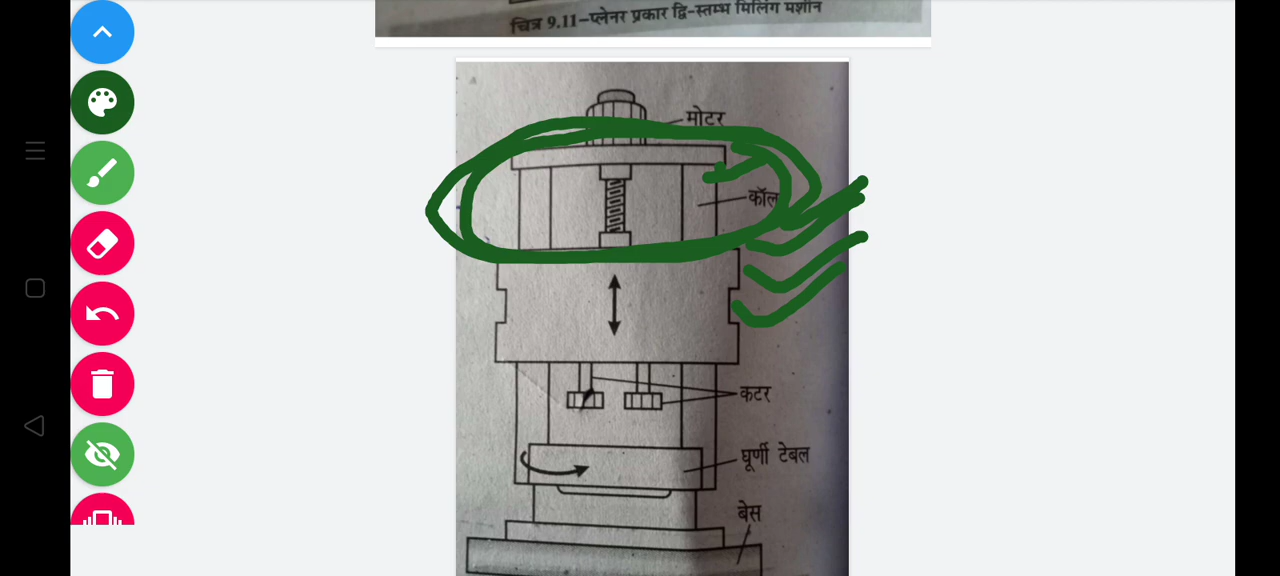 चित्र 9.11–प्लेनर प्रकार द्वि-स्तम्भ मिलिंग मशीन
मोटर
कॉल
कटर
घूर्णी टेबल
बेस